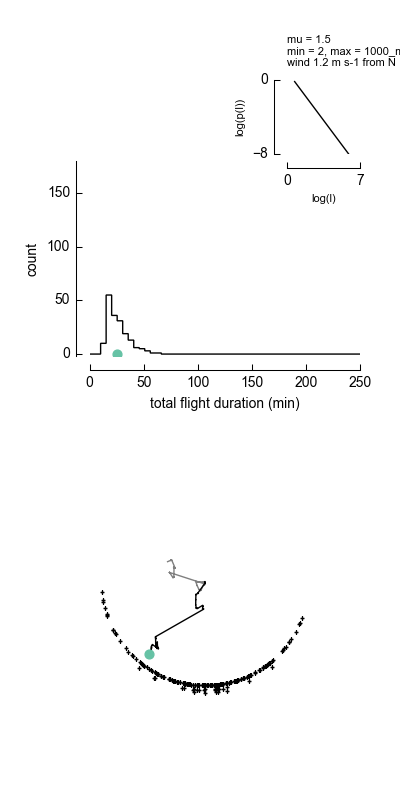 mu = 1.5
min = 2, max = 1000_m
wind 1.2 m s-1 from N
0
−8
log(p(l))
0 7
log(l)
150
100
50
0
count
0 50 100 150 200 250
total flight duration (min)